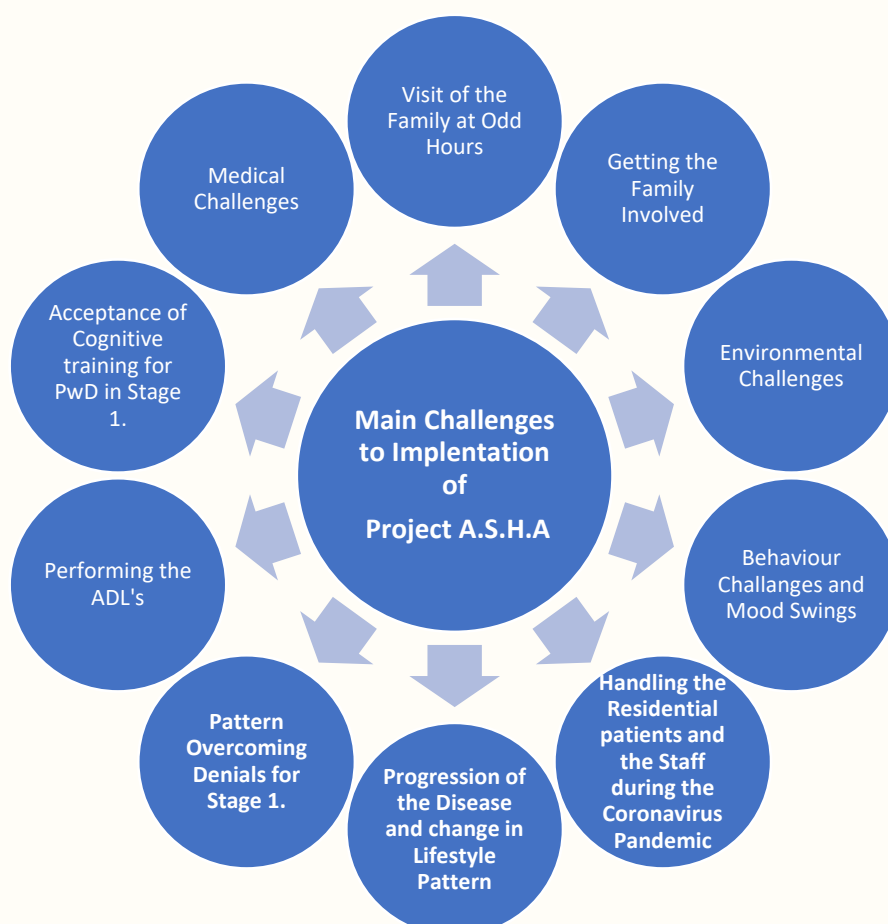 Main Challenges
to Implentation
of
Project A.S.H.A
Visit of the
Family at Odd
Hours
Getting the
Family
Involved
Environmental
Challenges
Behaviour
Challanges and
Mood Swings
Handling the
Residential
patients and
the Staff
during the
Coronavirus
Pandemic
Progression of
the Disease
and change in
Lifestyle
Pattern
Pattern
Overcoming
Denials for
Stage 1.
Performing the
ADL's
Acceptance of
Cognitive
training for
PwD in Stage
1.
Medical
Challenges